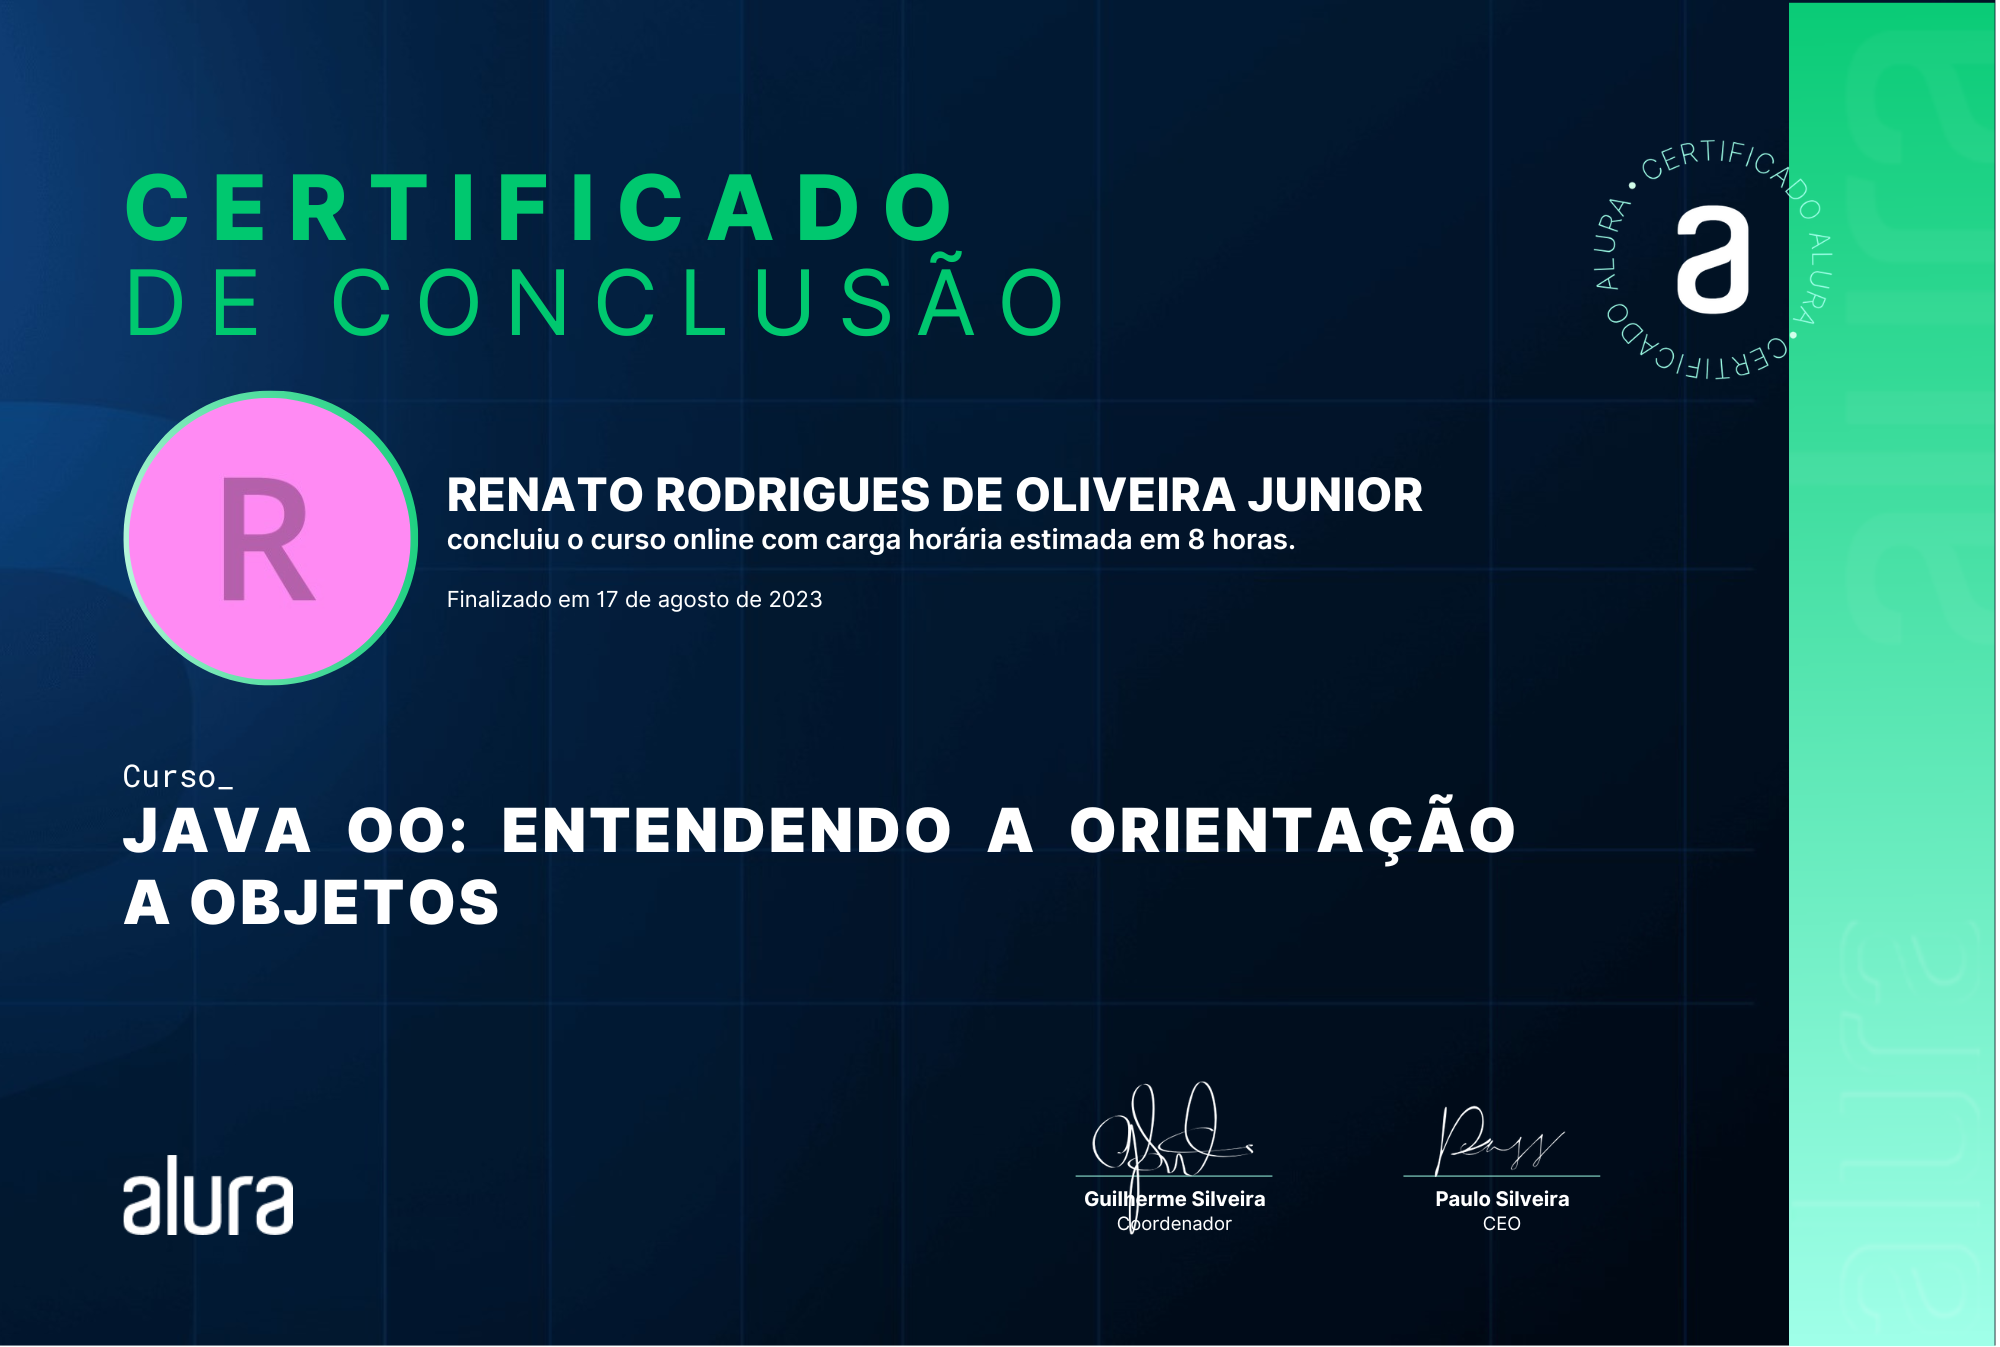 CERTIFICADO
DE CONCLUSÃO
CERTIFICADO ALURA • CERTIFICADO ALURA •
a
R
RENATO RODRIGUES DE OLIVEIRA JUNIOR
concluiu o curso online com carga horária estimada em 8 horas.
Finalizado em 17 de agosto de 2023
Curso_
JAVA OO: ENTENDENDO A ORIENTAÇÃO
A OBJETOS
alura
Guilherme Silveira
Coordenador
Paulo Silveira
CEO
alura
alura